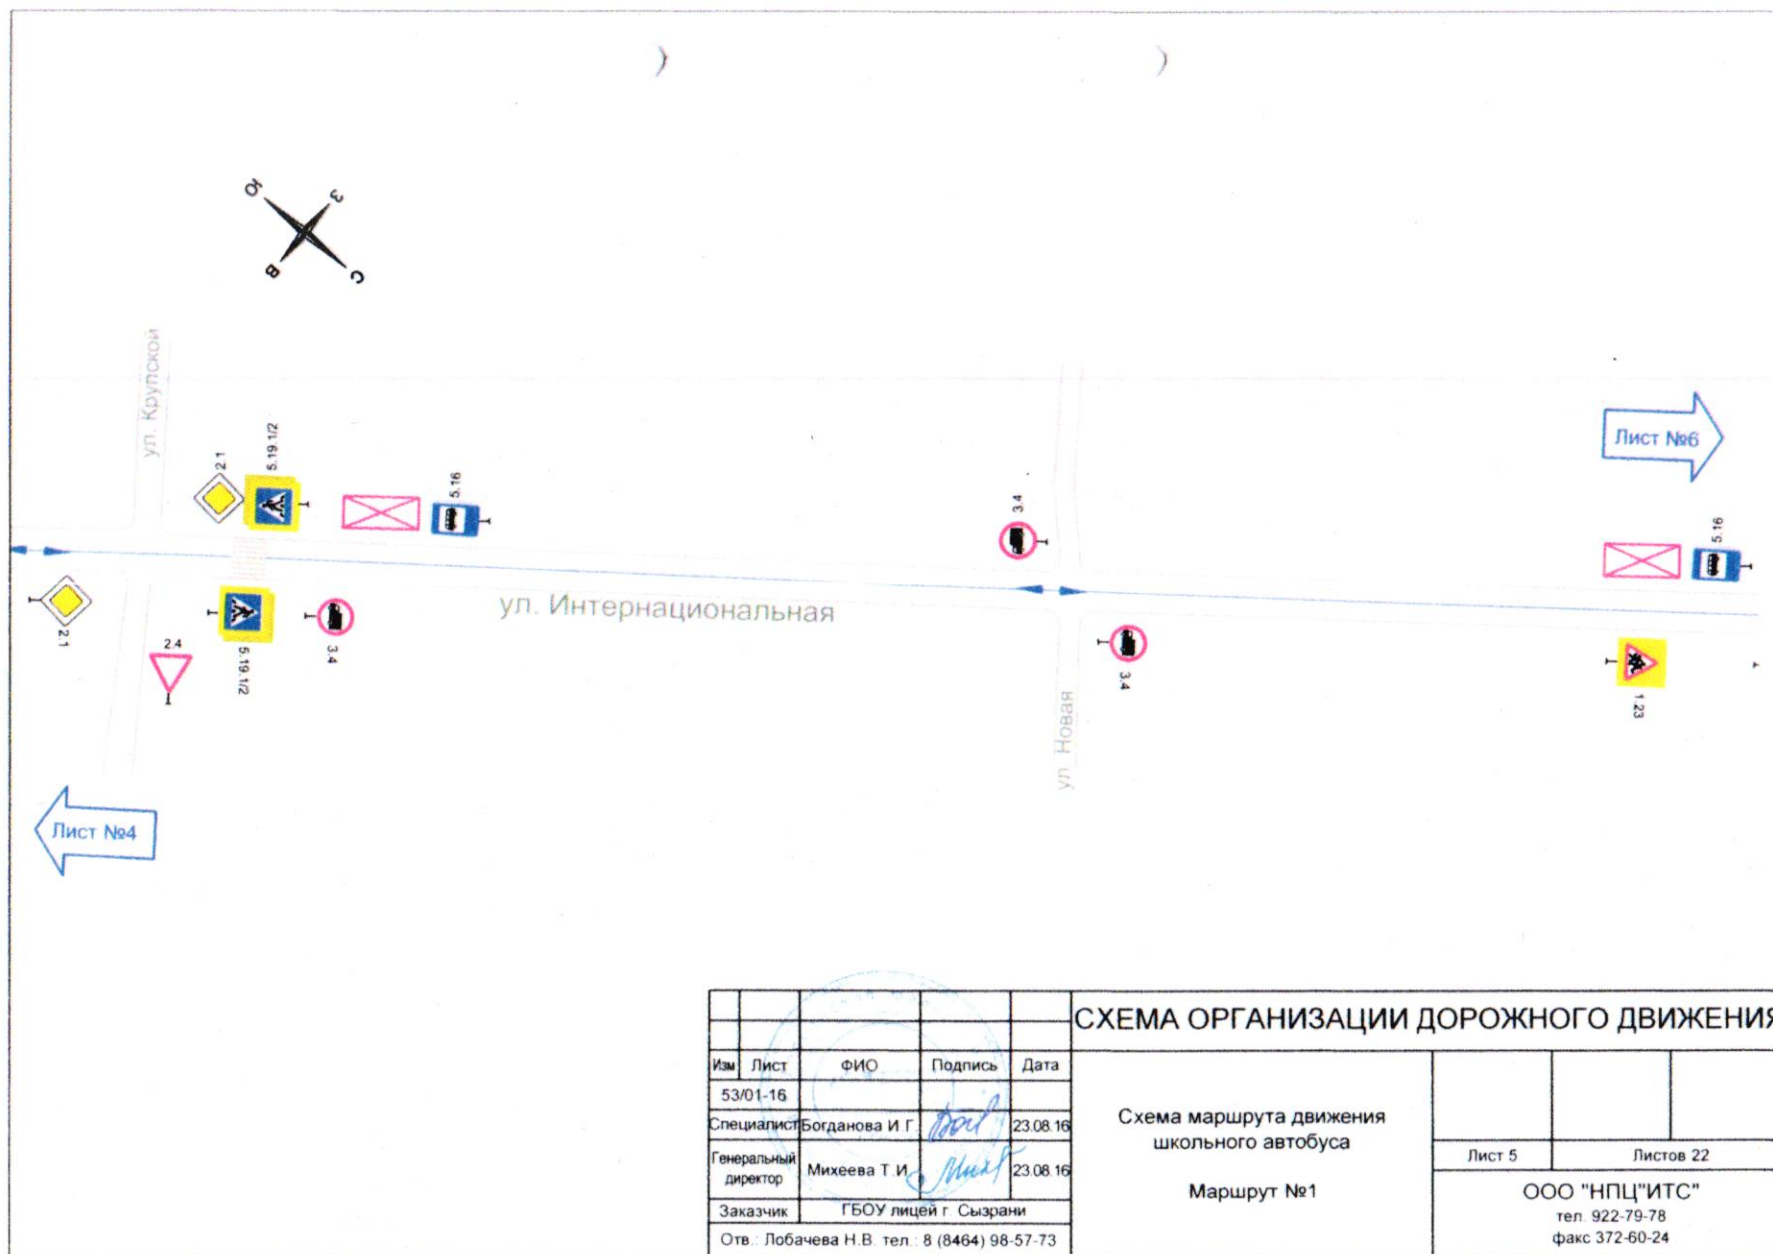 Ю
З
В
С
ул. Крупской
2.1
5.19.1/2
5.16
3.4
Лист №6
5.16
2.1
2.4
5.19.1/2
3.4
ул. Интернациональная
ул. Новая
3.4
1.23
Лист №4
СХЕМА ОРГАНИЗАЦИИ ДОРОЖНОГО ДВИЖЕНИЯ
Изм Лист ФИО Подпись Дата
53/01-16
Специалист Богданова И.Г. 23.08.16
Генеральный директор Михеева Т.И. 23.08.16
Заказчик ГБОУ лицей г. Сызрани
Отв.: Лобачева Н.В. тел.: 8 (8464) 98-57-73
Схема маршрута движения
школьного автобуса
Маршрут №1
Лист 5 Листов 22
ООО "НПЦ"ИТС"
тел. 922-79-78
факс 372-60-24